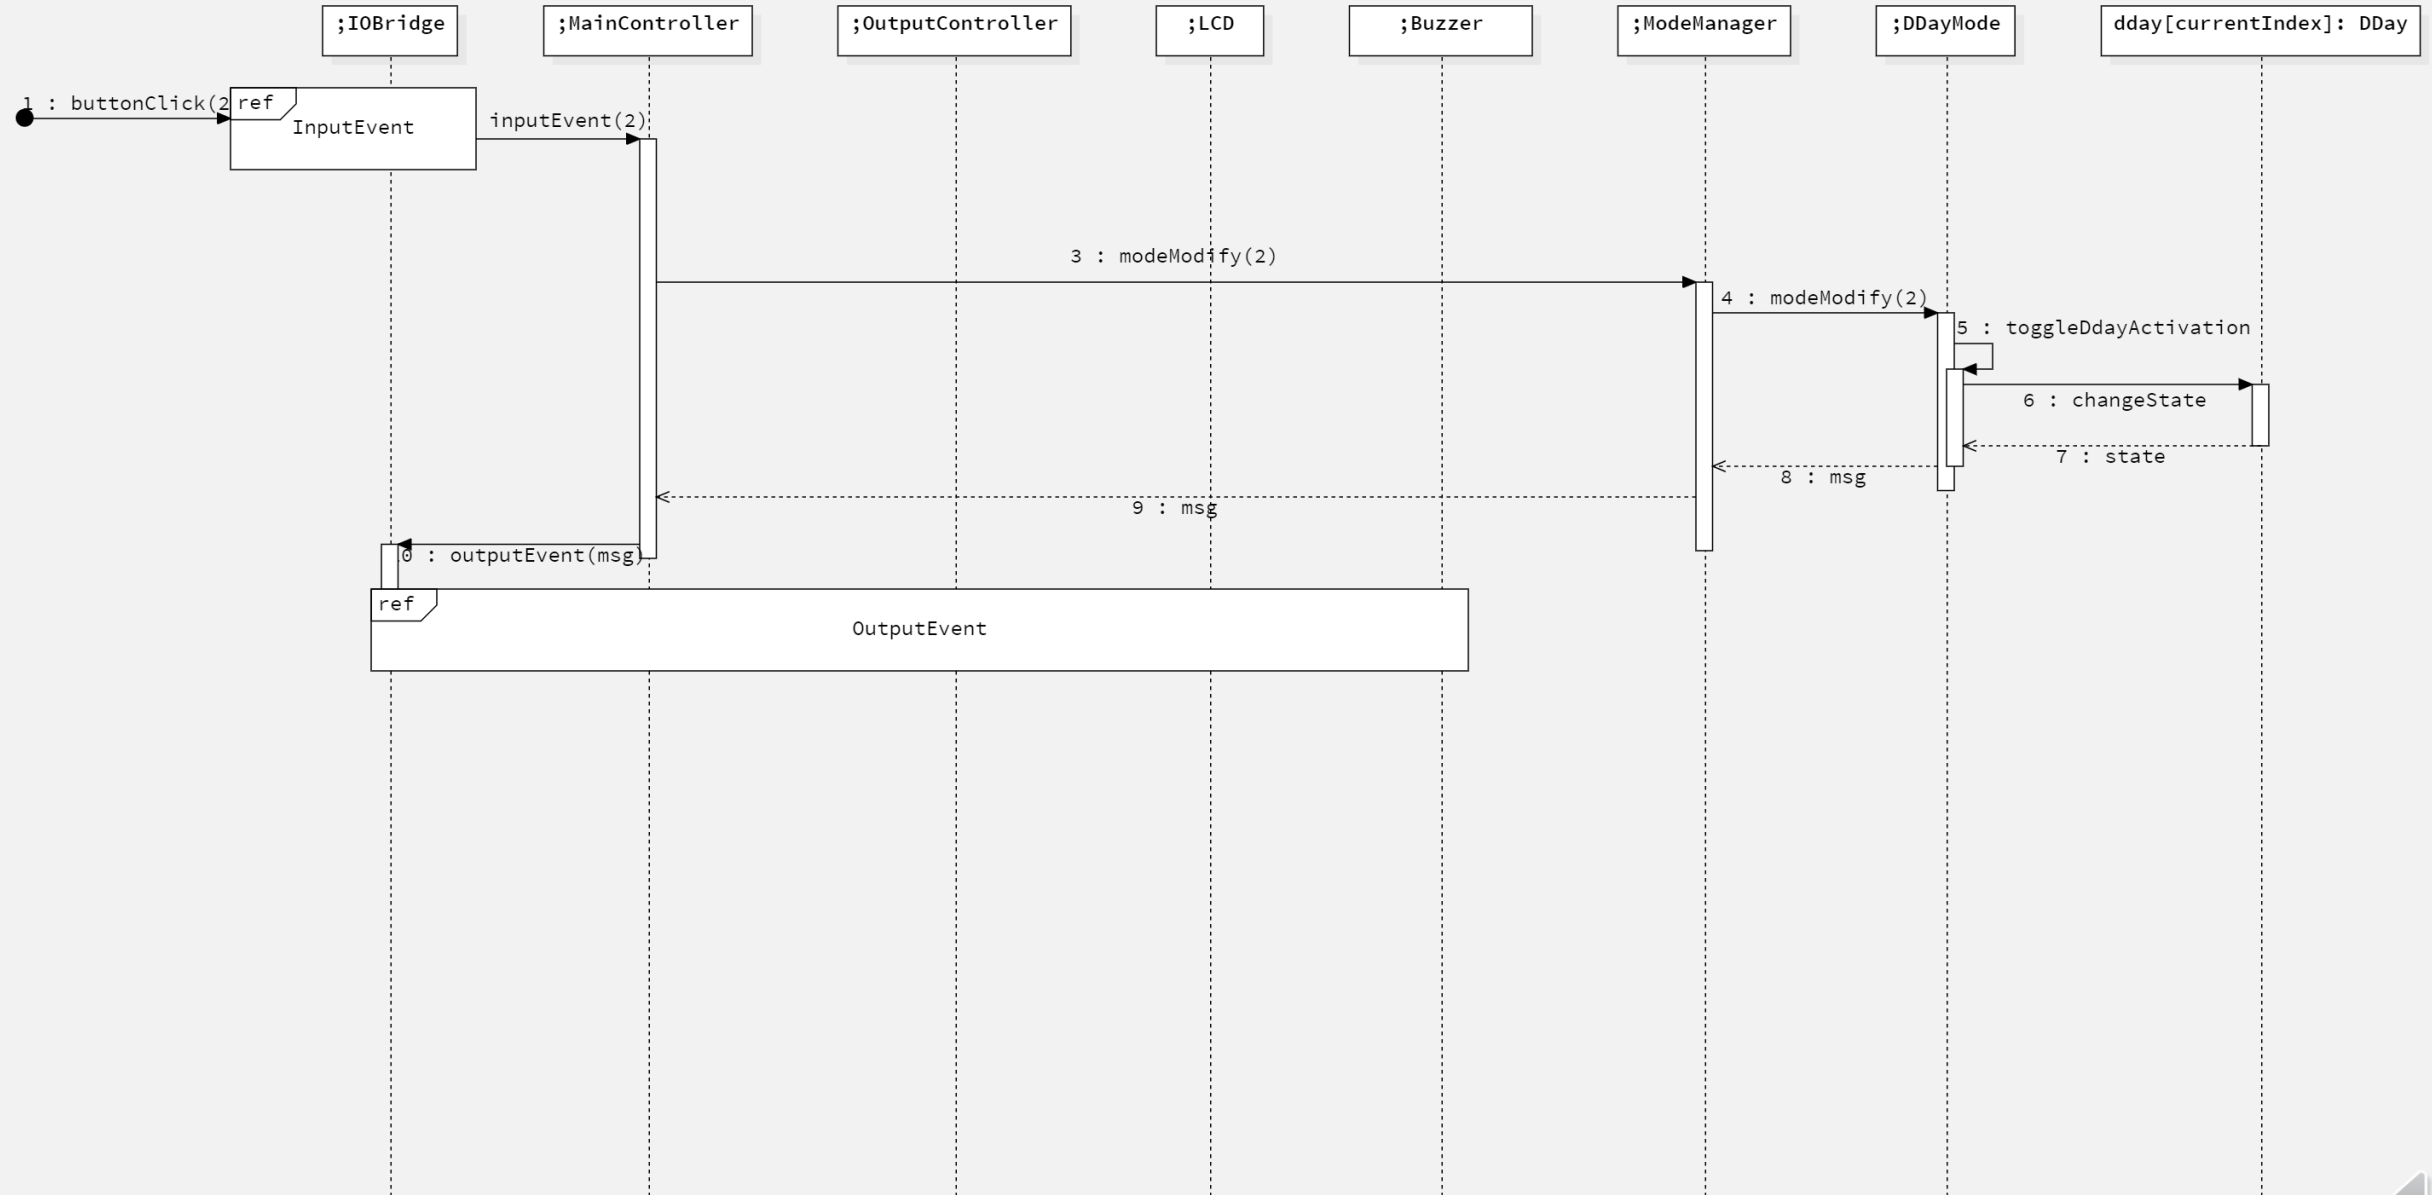 ;IOBridge
;MainController
;OutputController
;LCD
;Buzzer
;ModeManager
;DDayMode
dday[currentIndex]: DDay
1 : buttonClick(2
ref
InputEvent
inputEvent(2)
3 : modeModify(2)
4 : modeModify(2)
5 : toggleDdayActivation
6 : changeState
7 : state
8 : msg
9 : msg
0 : outputEvent(msg)
ref
OutputEvent